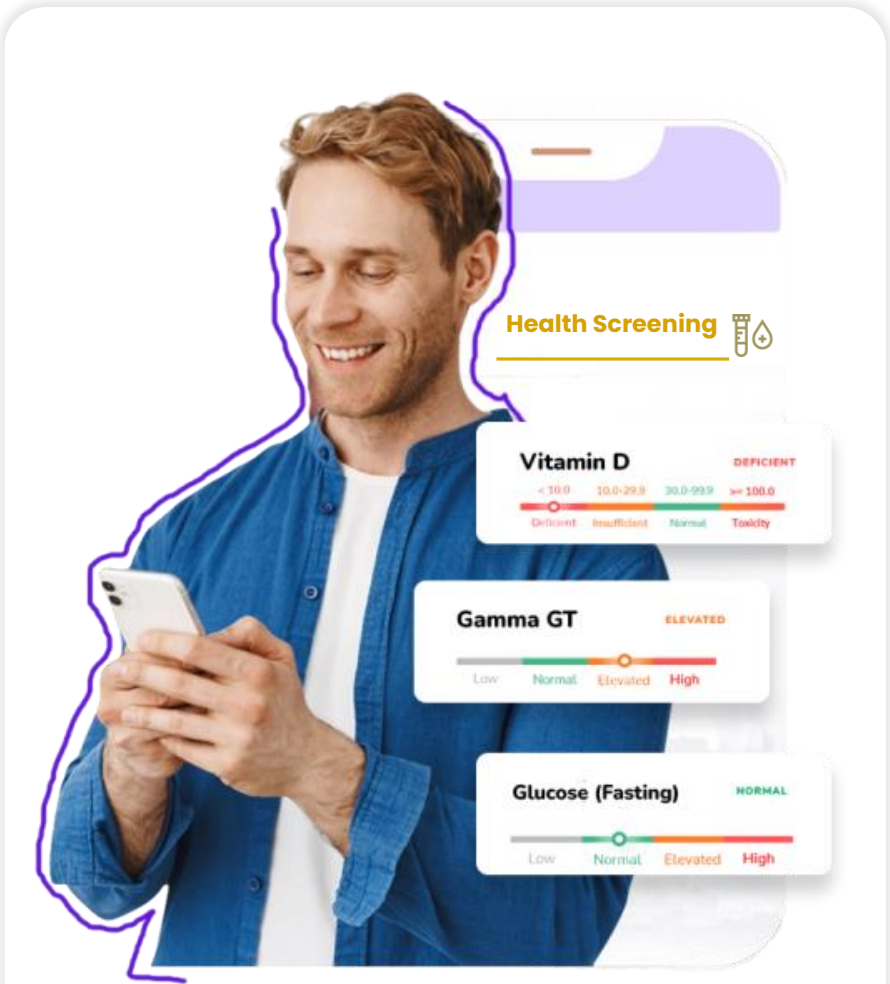 Health Screening
Vitamin D
DEFICIENT
< 10.0 10.0-29.9 30.0-99.9 >= 100.0
Deficient Insufficient Normal Toxicity
Gamma GT
ELEVATED
Low Normal Elevated High
Glucose (Fasting)
NORMAL
Low Normal Elevated High